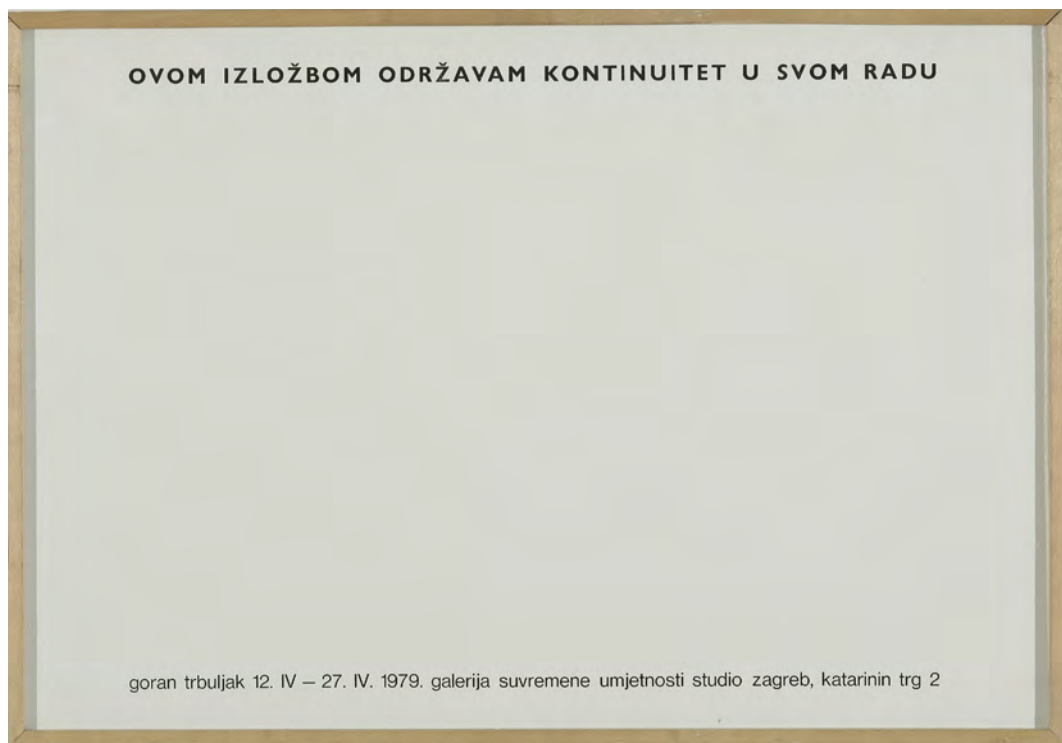 OVOM IZLOŽBOM ODRŽAVAM KONTINUITET U SVOM RADU
goran trbuljak 12. IV – 27. IV. 1979. galerija suvremene umjetnosti studio zagreb, katarinin trg 2